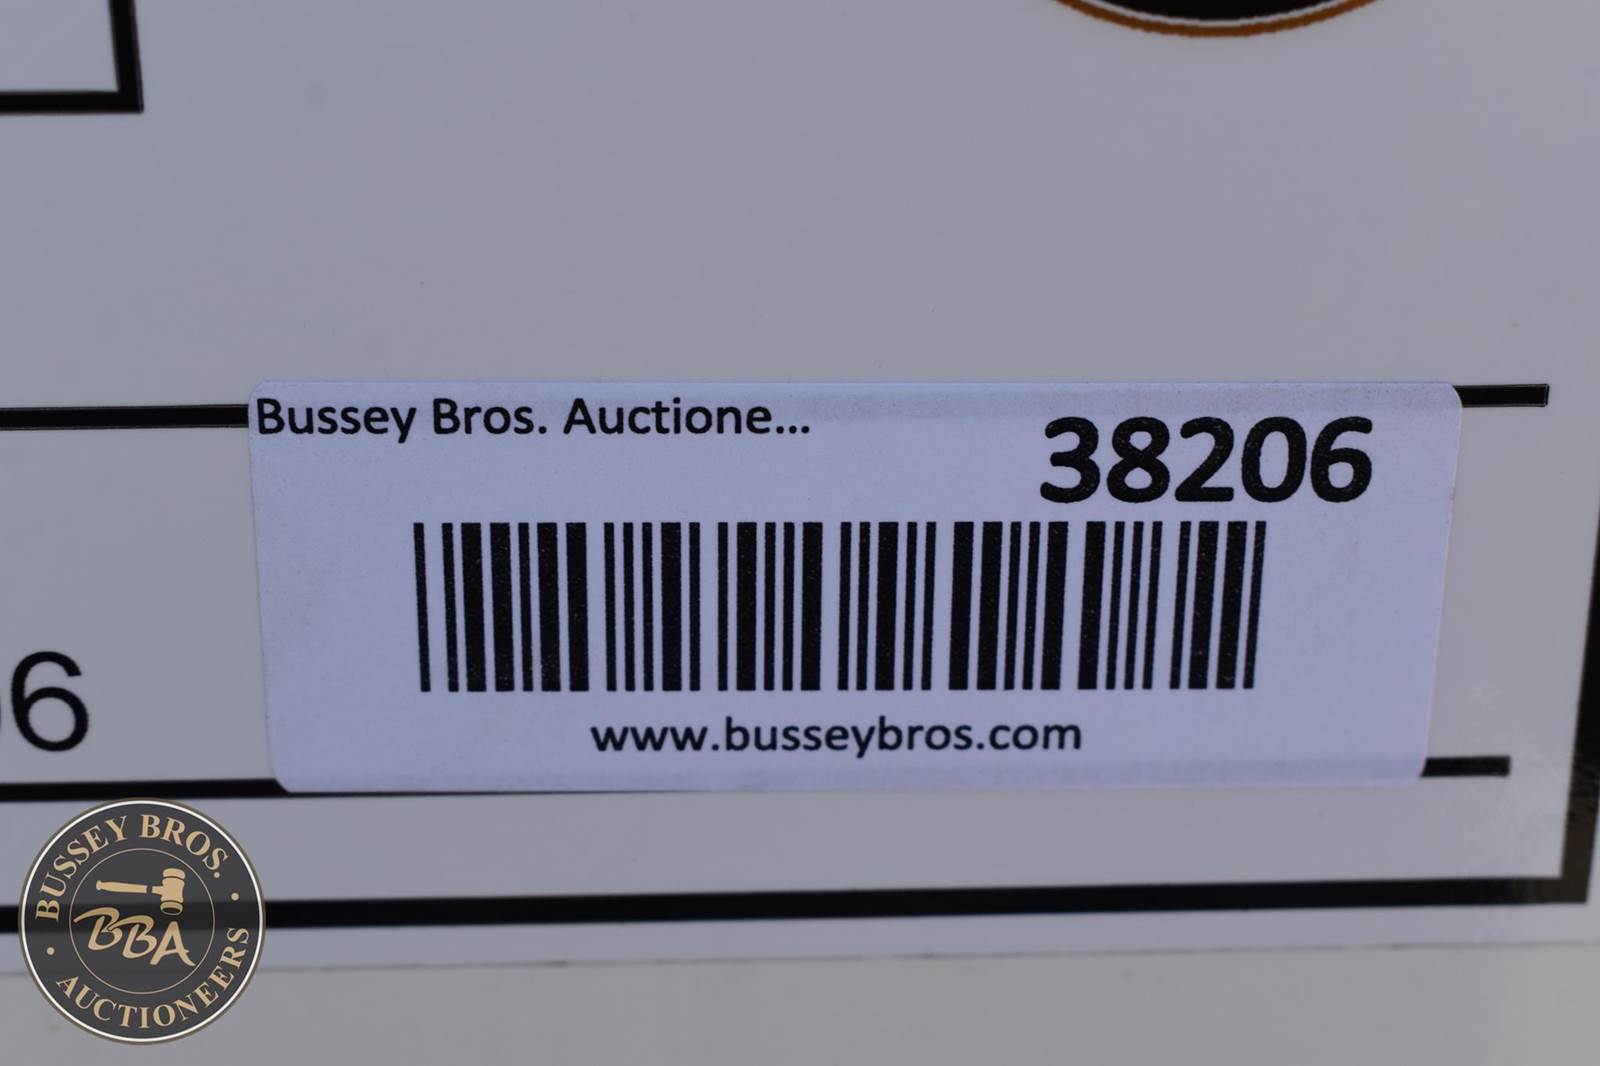 Bussey Bros. Auctione...
38206
www.busseybros.com
6
BUSSEY BROS.
BBA
AUCTIONEERS